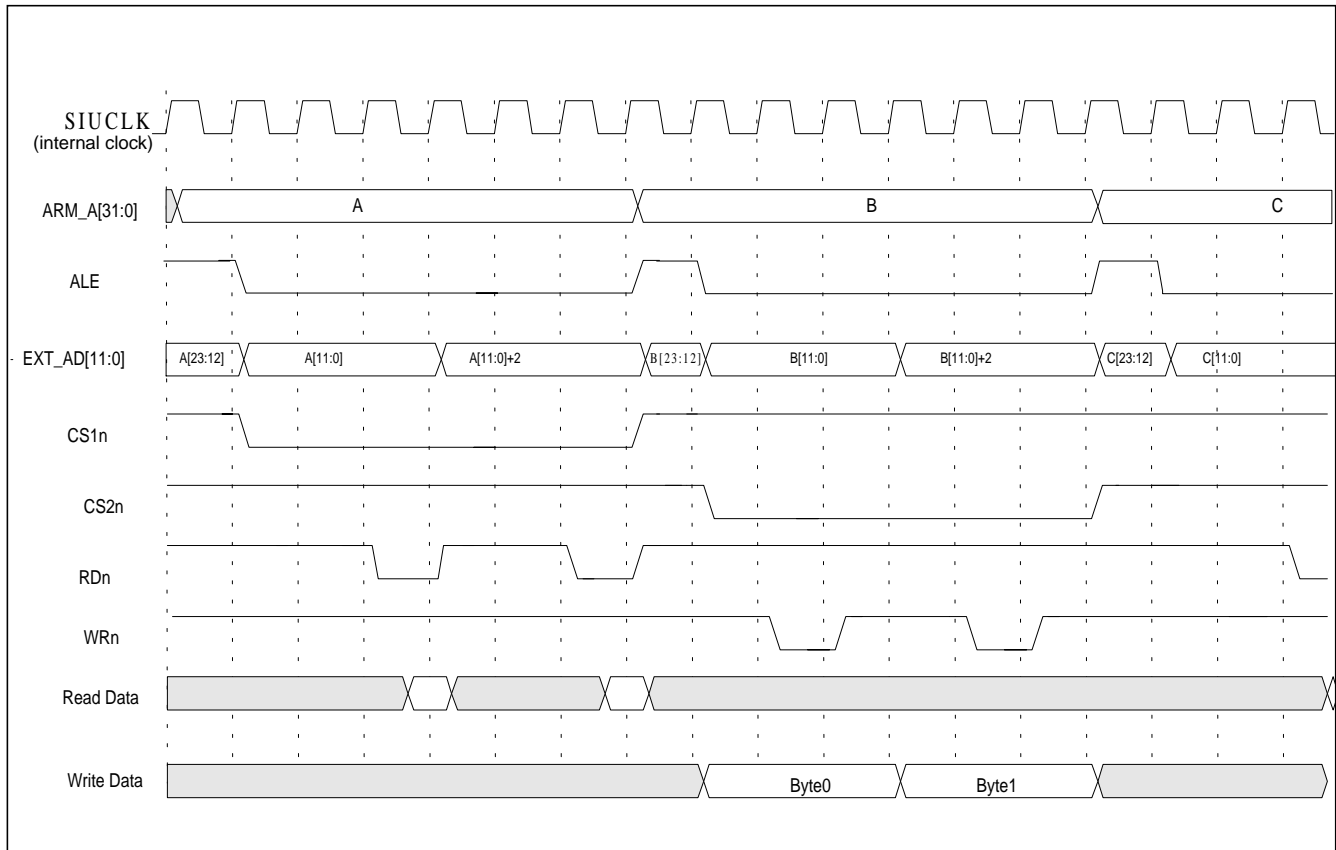 SIUCLK
(internal clock)
ARM_A[31:0]
A
B
C
ALE
EXT_AD[11:0]
A[23:12]
A[11:0]
A[11:0]+2
B[23:12]
B[11:0]
B[11:0]+2
C[23:12]
C[11:0]
CS1n
CS2n
RDn
WRn
Read Data
Write Data
Byte0
Byte1